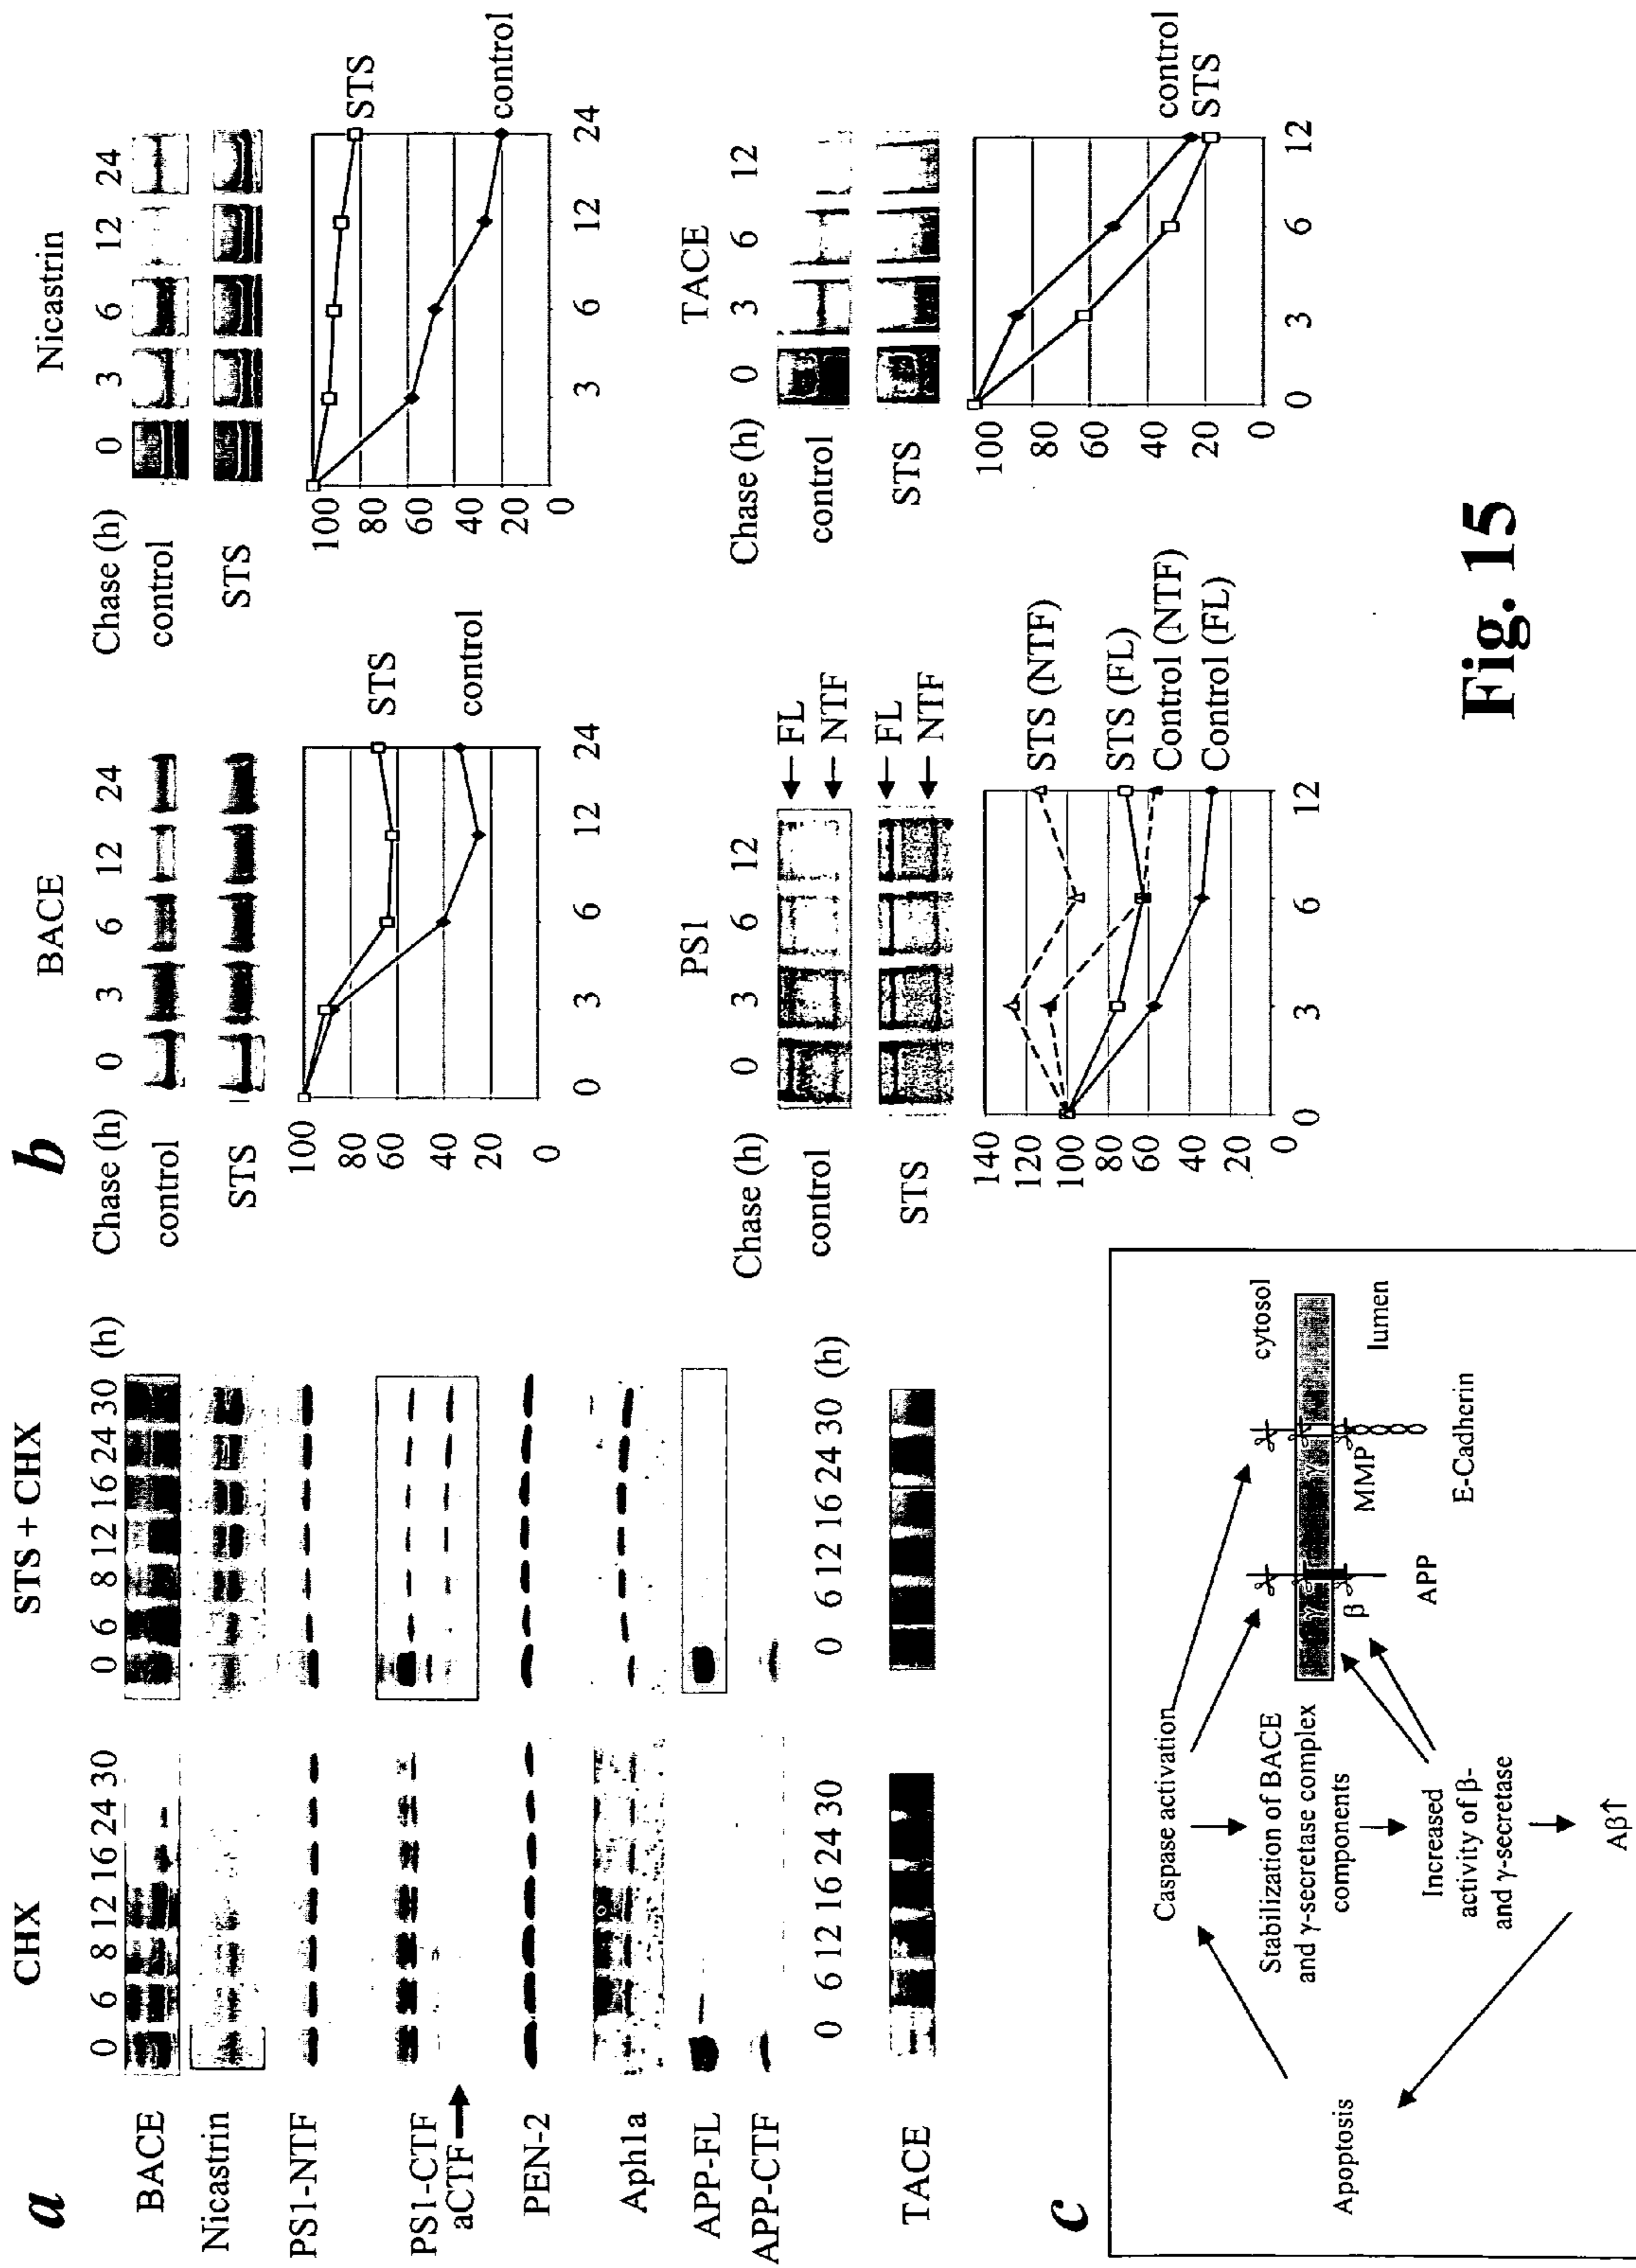 a
CHX
STS + CHX
0 6 8 12 16 24 30
0 6 8 12 16 24 30 (h)
BACE
Nicastrin
PS1-NTF
PS1-CTF
aCTF
PEN-2
Aph1a
APP-FL
APP-CTF
0 6 12 16 24 30
0 6 12 16 24 30 (h)
TACE
b
BACE
Chase (h) 0 3 6 12 24
control
STS
100
80
60
40
20
0
0 3 6 12 24
STS
control
Nicastrin
Chase (h) 0 3 6 12 24
control
STS
100
80
60
40
20
0
3 6 12 24
STS
control
PS1
Chase (h) 0 3 6 12
control
FL
NTF
STS
FL
NTF
140
120
100
80
60
40
20
0
0 3 6 12
STS (NTF)
STS (FL)
Control (NTF)
Control (FL)
TACE
Chase (h) 0 3 6 12
control
STS
100
80
60
40
20
0
0 3 6 12
control
STS
c
Caspase activation
Stabilization of BACE
and γ-secretase complex
components
Increased
activity of β-
and γ-secretase
Aβ↑
Apoptosis
cytosol
lumen
γ
γ
β
MMP
APP
E-Cadherin
Fig. 15